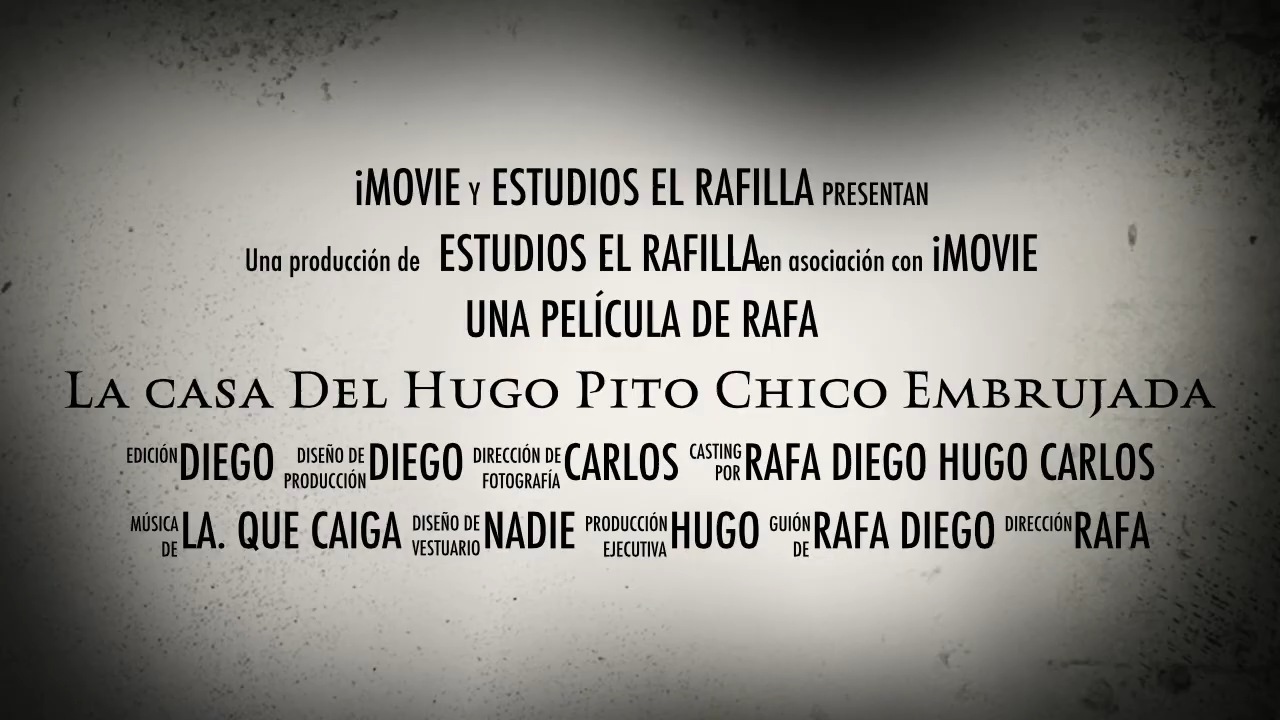 iMOVIE Y ESTUDIOS EL RAFILLA PRESENTAN
Una producción de ESTUDIOS EL RAFILLA en asociación con iMOVIE
UNA PELÍCULA DE RAFA
La casa Del Hugo Pito Chico Embrujada
EDICIÓN DIEGO DISEÑO DE PRODUCCIÓN DIEGO DIRECCIÓN DE FOTOGRAFÍA CARLOS CASTING POR RAFA DIEGO HUGO CARLOS
MÚSICA DE LA. QUE CAIGA DISEÑO DE VESTUARIO NADIE PRODUCCIÓN EJECUTIVA HUGO GUIÓN DE RAFA DIEGO DIRECCIÓN RAFA